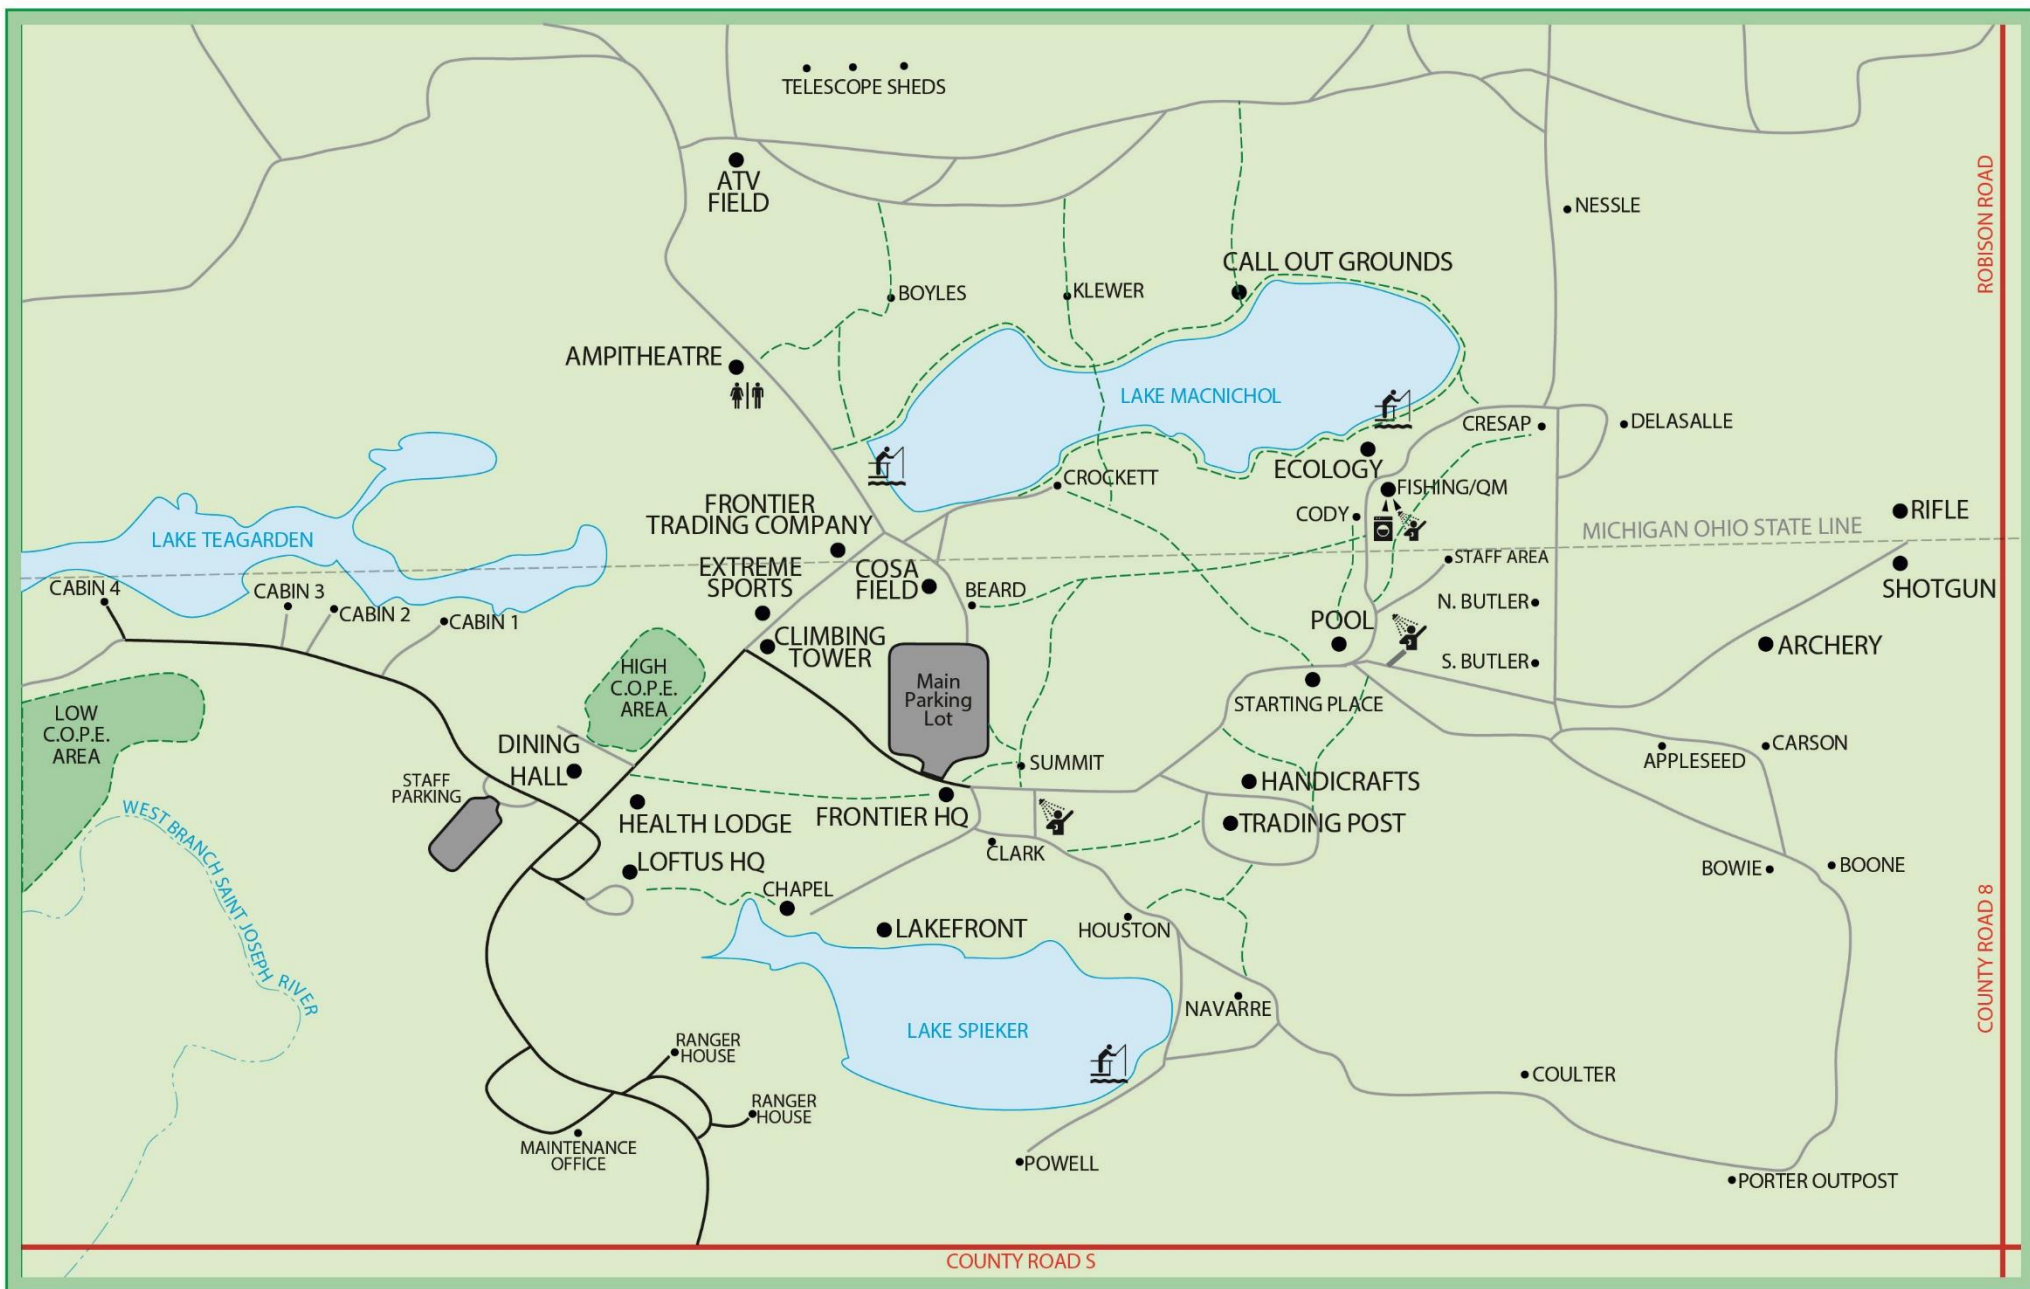 TELESCOPE SHEDS
ATV
FIELD
NESSLE
ROBISON ROAD
CALL OUT GROUNDS
BOYLES
KLEWER
AMPITHEATRE
LAKE MACNICHOL
CRESAP
DELASALLE
ECOLOGY
CROCKETT
FISHING/QM
FRONTIER
TRADING COMPANY
CODY
RIFLE
MICHIGAN OHIO STATE LINE
LAKE TEAGARDEN
STAFF AREA
EXTREME
SPORTS
COSA
FIELD
BEARD
SHOTGUN
CABIN 4
CABIN 3
CABIN 2
CABIN 1
N. BUTLER
POOL
CLIMBING
TOWER
ARCHERY
S. BUTLER
HIGH
C.O.P.E.
AREA
Main
Parking
Lot
STARTING PLACE
LOW
C.O.P.E.
AREA
DINING
HALL
CARSON
APPLESEED
SUMMIT
STAFF
PARKING
HANDICRAFTS
FRONTIER HQ
HEALTH LODGE
TRADING POST
WEST BRANCH SAINT JOSEPH RIVER
CLARK
LOFTUS HQ
BOWIE
BOONE
CHAPEL
LAKEFRONT
HOUSTON
COUNTY ROAD 8
NAVARRE
LAKE SPIEKER
RANGER
HOUSE
COULTER
RANGER
HOUSE
MAINTENANCE
OFFICE
POWELL
PORTER OUTPOST
COUNTY ROAD S